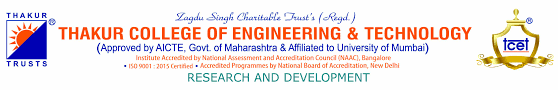 THAKUR
TRUSTS
®
Zagdu Singh Charitable Trust's (Regd.)
THAKUR COLLEGE OF ENGINEERING & TECHNOLOGY
(Approved by AICTE, Govt. of Maharashtra & Affiliated to University of Mumbai)
Institute Accredited by National Assessment and Accreditation Council (NAAC), Bangalore
• ISO 9001 : 2015 Certified • Accredited Programmes by National Board of Accreditation, New Delhi
RESEARCH AND DEVELOPMENT
®
tcet